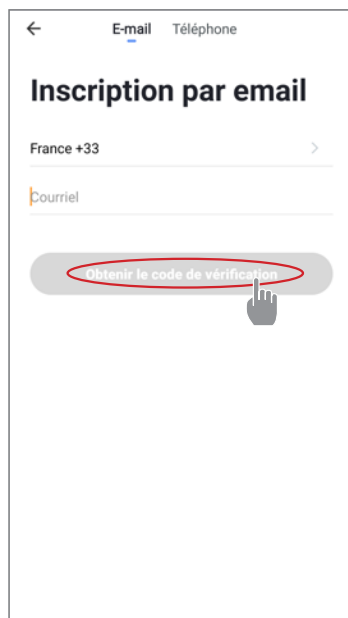 E-mail Téléphone
Inscription par email
France +33
Courriel
Obtenir le code de vérification